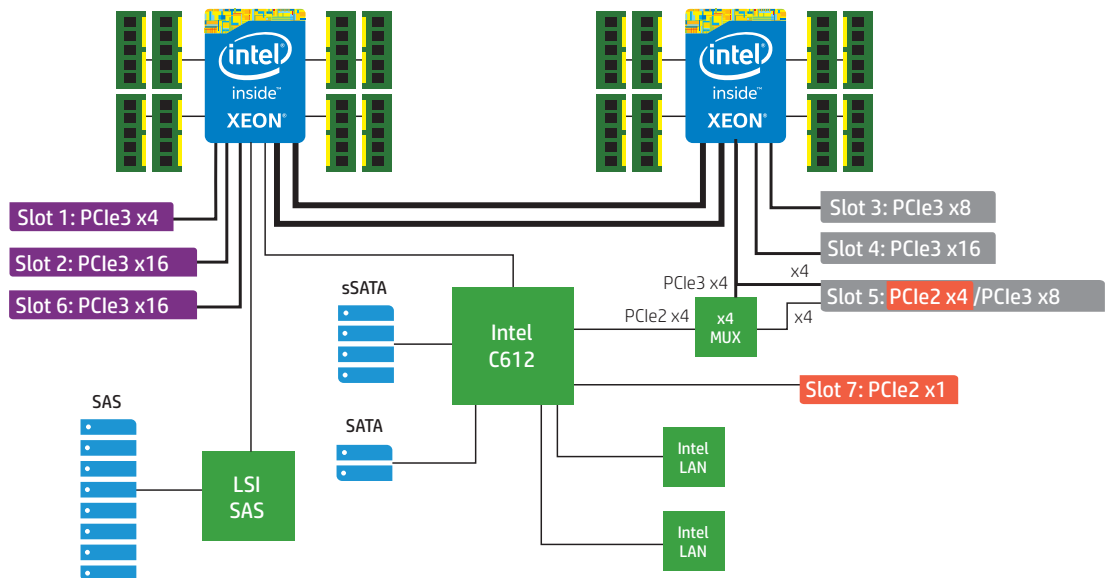 intel
inside™
XEON®
intel
inside™
XEON®
Slot 1: PCIe3 x4
Slot 2: PCIe3 x16
Slot 6: PCIe3 x16
Slot 3: PCIe3 x8
Slot 4: PCIe3 x16
x4
Slot 5: PCIe2 x4 /PCIe3 x8
x4
PCIe3 x4
PCIe2 x4
x4
MUX
sSATA
Intel
C612
Slot 7: PCIe2 x1
SAS
SATA
LSI
SAS
Intel
LAN
Intel
LAN